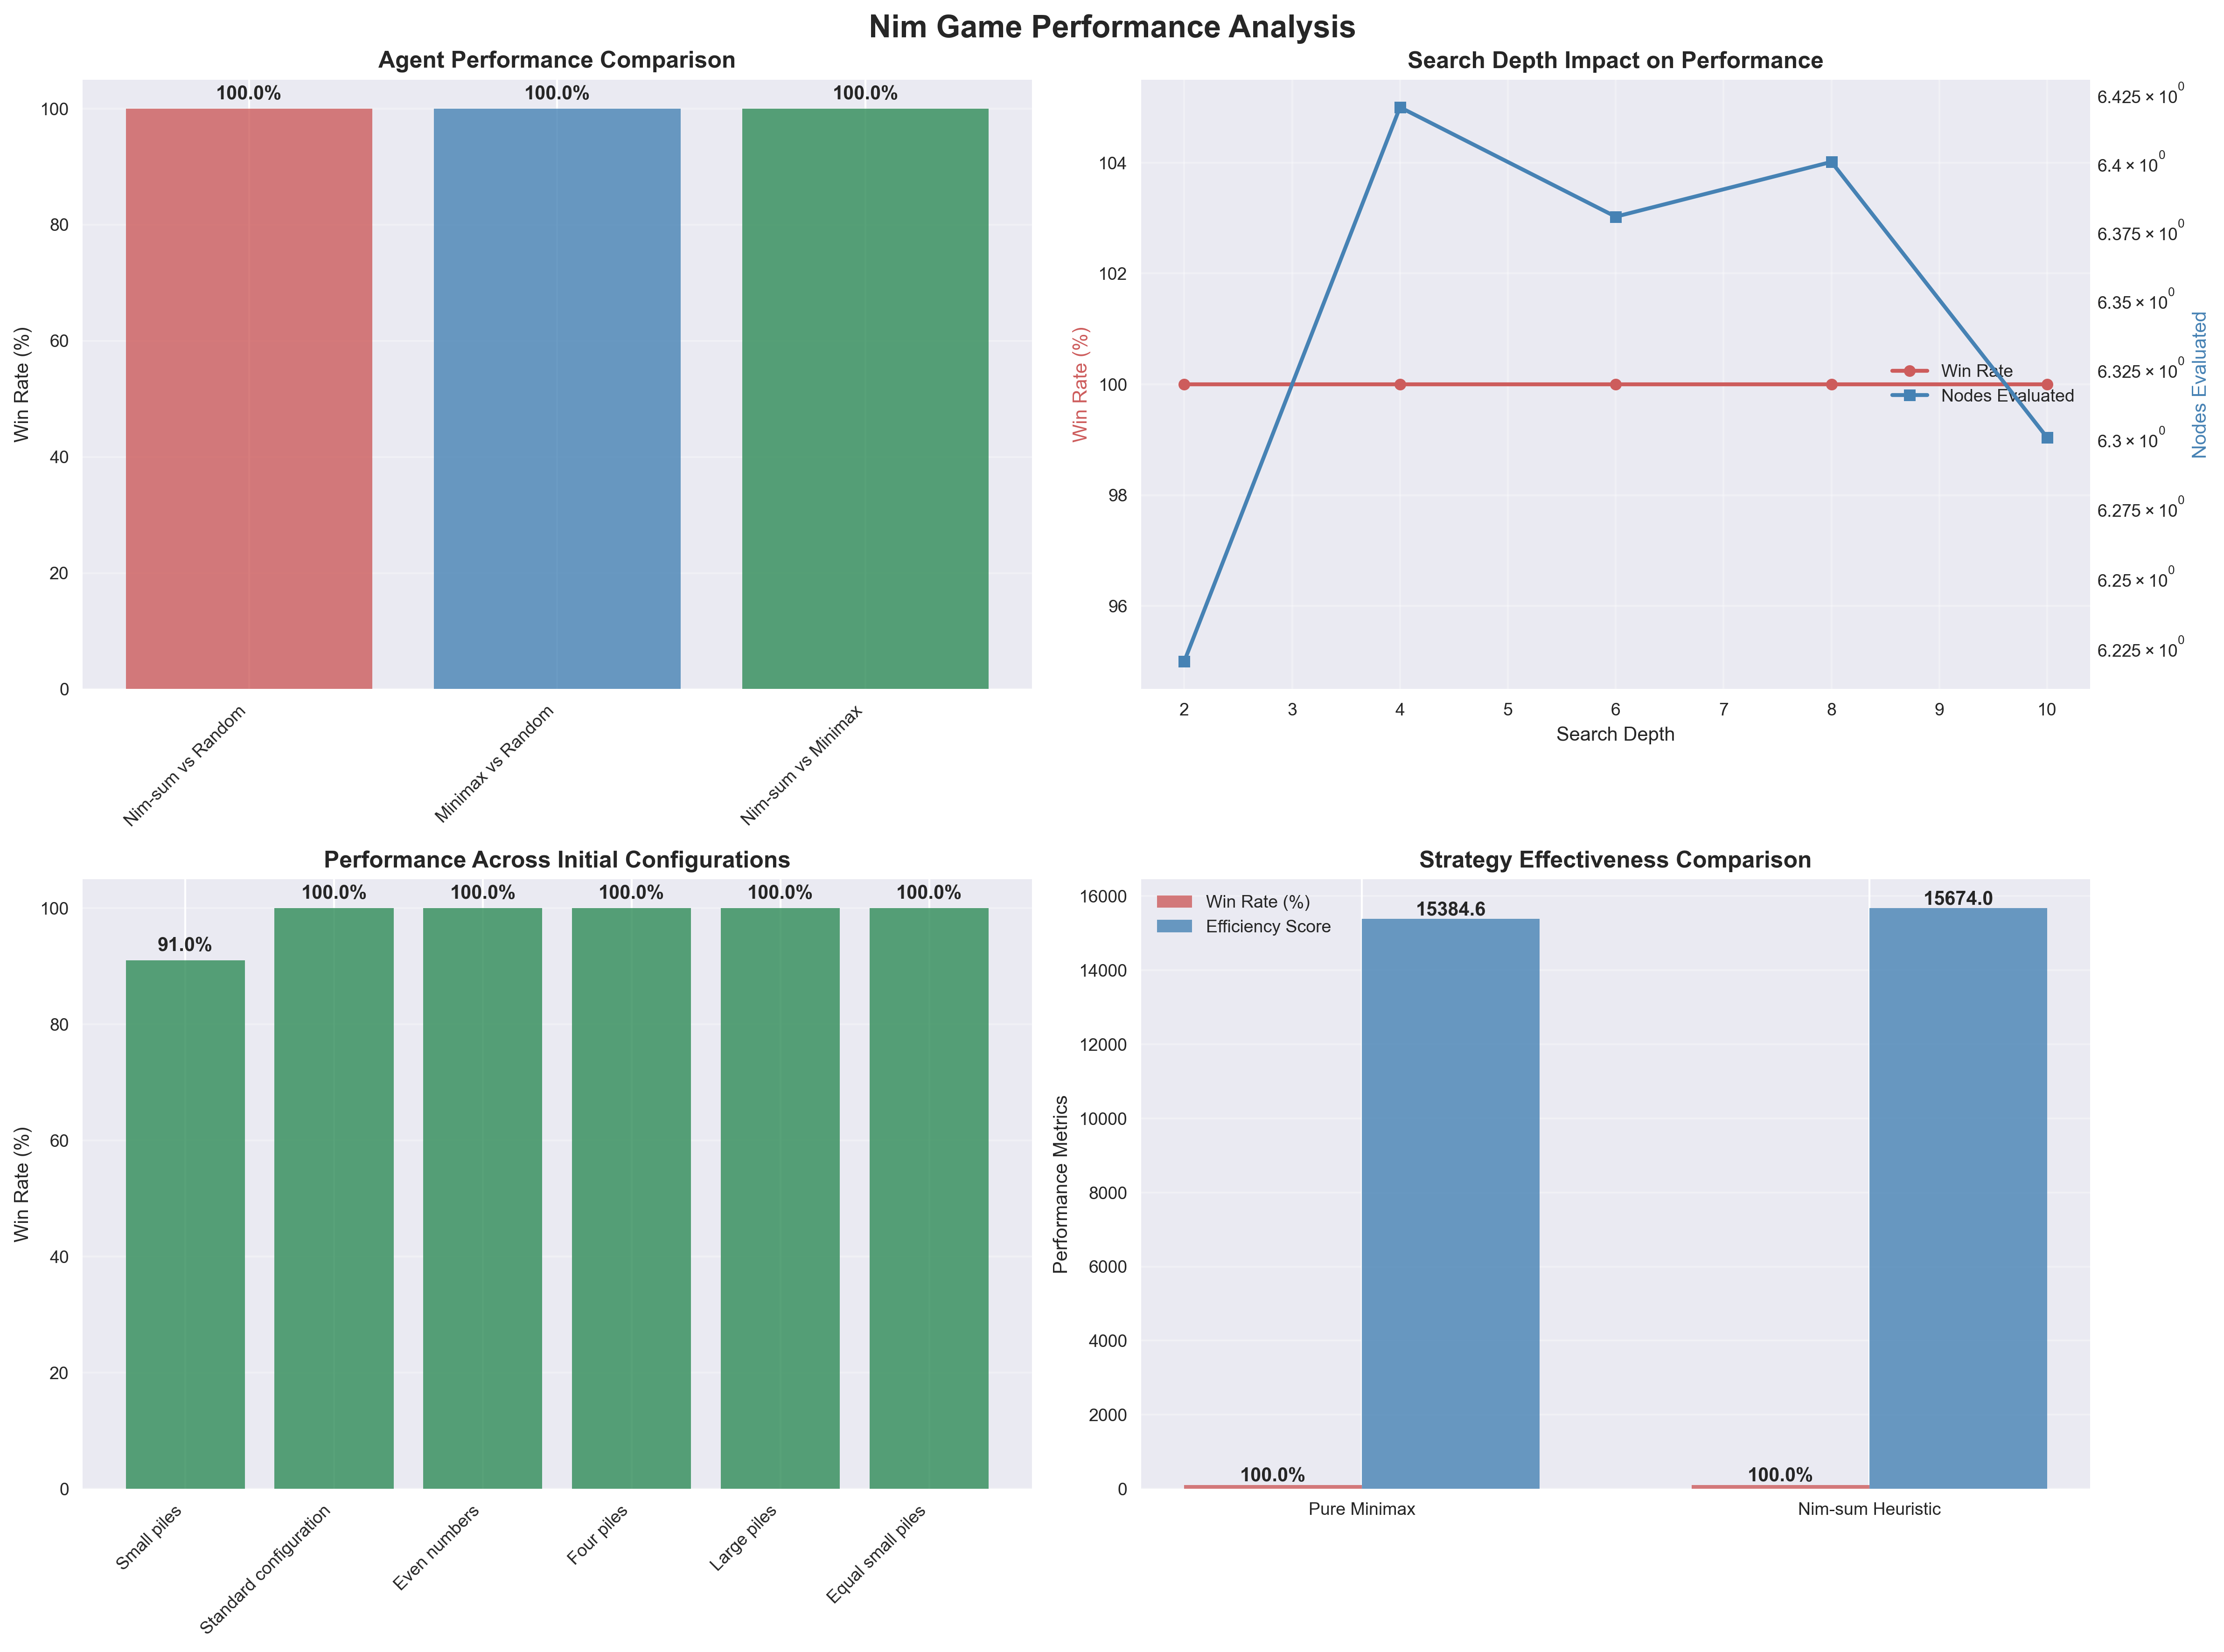 Nim Game Performance Analysis
Agent Performance Comparison
100.0% 100.0% 100.0%
100
80
60
40
20
0
Win Rate (%)
Nim-sum vs Random
Minimax vs Random
Nim-sum vs Minimax
Search Depth Impact on Performance
104
102
100
98
96
Win Rate (%)
6.425 × 10⁰
6.4 × 10⁰
6.375 × 10⁰
6.35 × 10⁰
6.325 × 10⁰
6.3 × 10⁰
6.275 × 10⁰
6.25 × 10⁰
6.225 × 10⁰
Nodes Evaluated
Win Rate
Nodes Evaluated
2 3 4 5 6 7 8 9 10
Search Depth
Performance Across Initial Configurations
91.0% 100.0% 100.0% 100.0% 100.0% 100.0%
100
80
60
40
20
0
Win Rate (%)
Small piles
Standard configuration
Even numbers
Four piles
Large piles
Equal small piles
Strategy Effectiveness Comparison
Win Rate (%)
Efficiency Score
15384.6
15674.0
16000
14000
12000
10000
8000
6000
4000
2000
0
Performance Metrics
100.0% 100.0%
Pure Minimax Nim-sum Heuristic